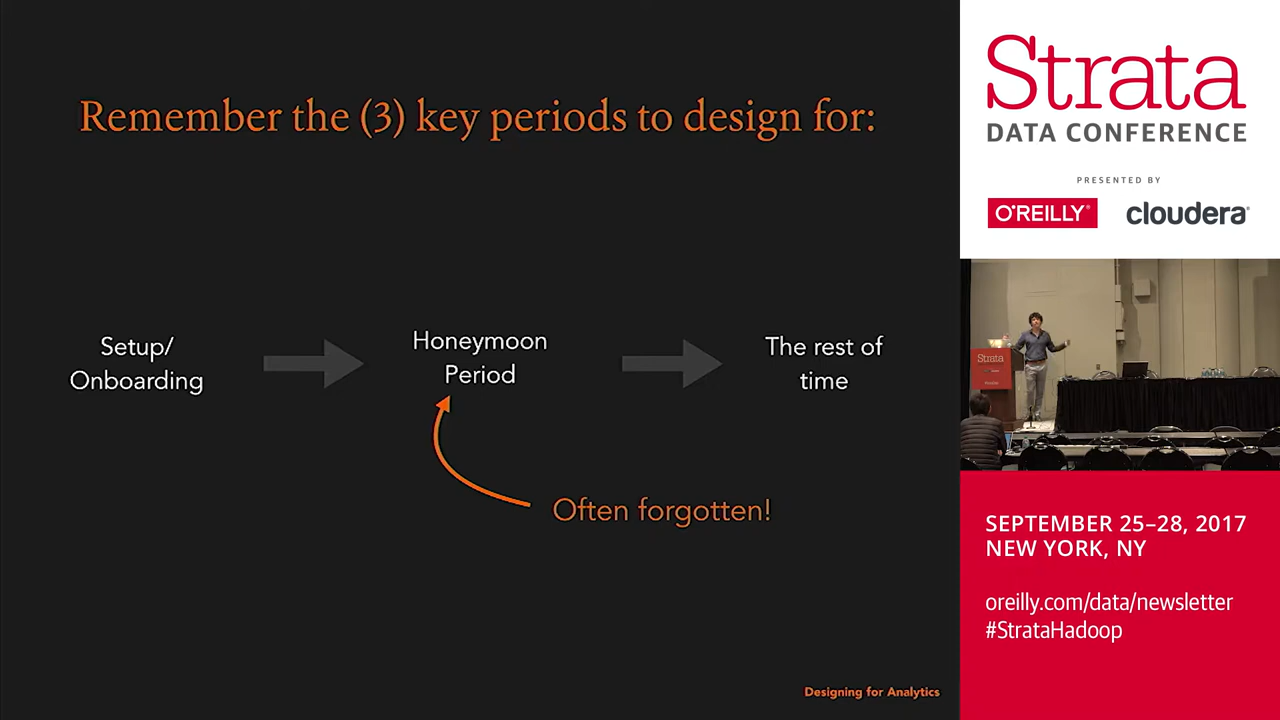 Remember the (3) key periods to design for:
Setup/
Onboarding
Honeymoon
Period
The rest of
time
Often forgotten!
Designing for Analytics
Strata
DATA CONFERENCE
PRESENTED BY
O'REILLY®
cloudera®
Strata
SEPTEMBER 25–28, 2017
NEW YORK, NY
oreilly.com/data/newsletter
#StrataHadoop